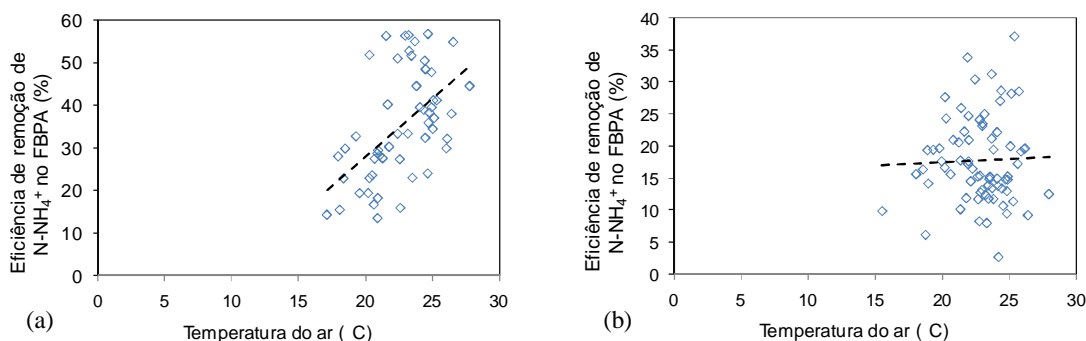 Eficiência de remoção de
N-NH₄⁺ no FBPA (%)
60
50
40
30
20
10
0
0 5 10 15 20 25 30
Temperatura do ar ( C)
(a)
Eficiência de remoção de
N-NH₄⁺ no FBPA (%)
40
35
30
25
20
15
10
5
0
0 5 10 15 20 25 30
Temperatura do ar ( C)
(b)